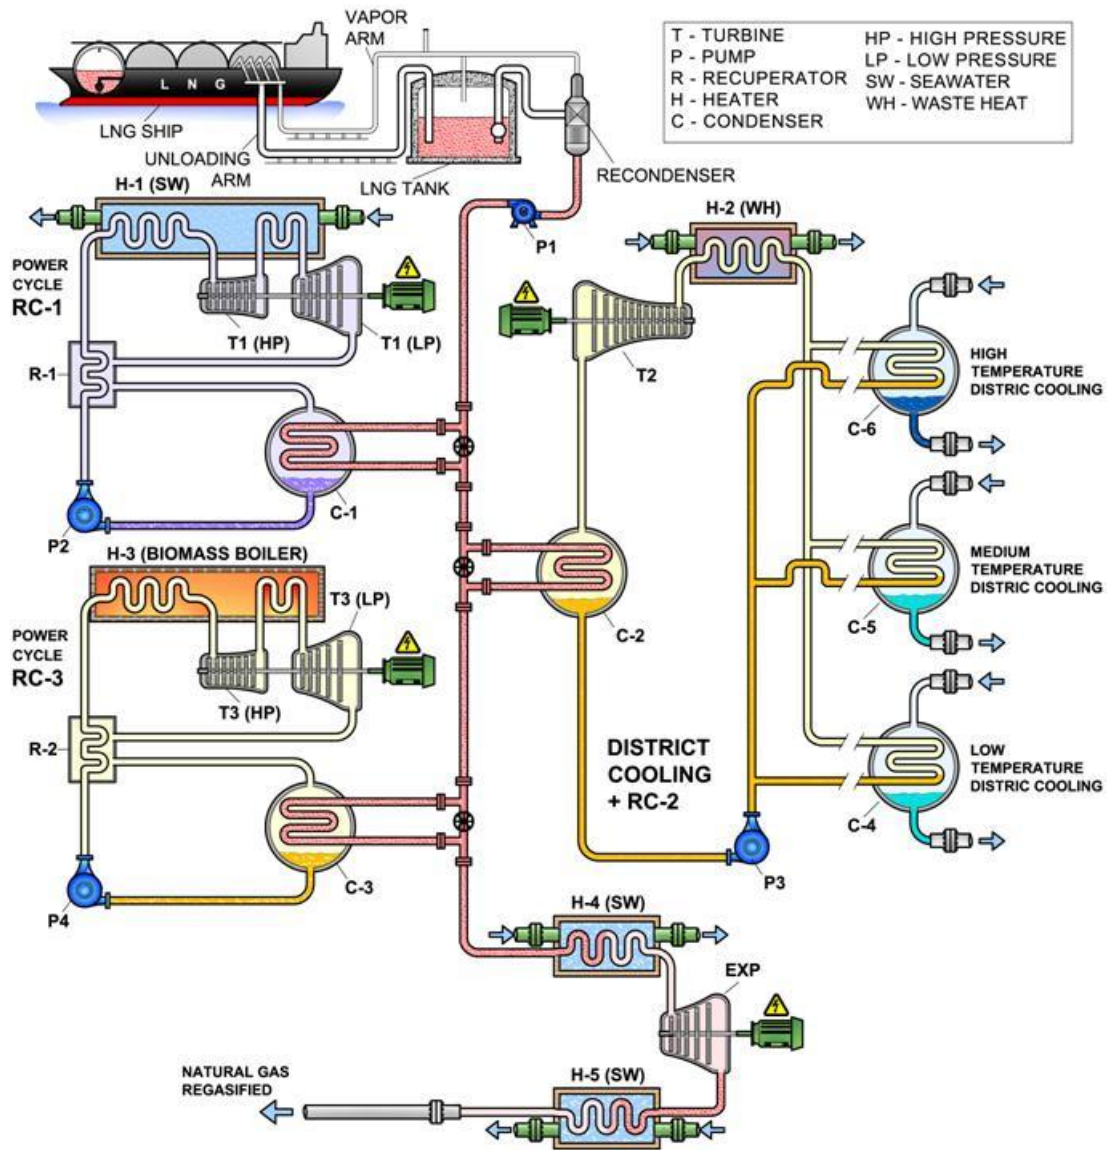 VAPOR
ARM
L N G
LNG SHIP
UNLOADING
ARM
LNG TANK
RECONDENSER
T - TURBINE
P - PUMP
R - RECUPERATOR
H - HEATER
C - CONDENSER
HP - HIGH PRESSURE
LP - LOW PRESSURE
SW - SEAWATER
WH - WASTE HEAT
H-1 (SW)
POWER
CYCLE
RC-1
T1 (HP)
T1 (LP)
R-1
C-1
P2
P1
H-2 (WH)
T2
C-2
HIGH
TEMPERATURE
DISTRIC COOLING
C-6
MEDIUM
TEMPERATURE
DISTRIC COOLING
C-5
LOW
TEMPERATURE
DISTRIC COOLING
C-4
DISTRICT
COOLING
+ RC-2
P3
H-3 (BIOMASS BOILER)
T3 (LP)
POWER
CYCLE
RC-3
T3 (HP)
R-2
C-3
P4
H-4 (SW)
EXP
H-5 (SW)
NATURAL GAS
REGASIFIED